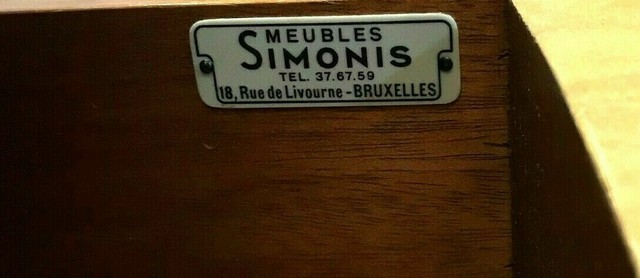 MEUBLES
SIMONIS
TEL. 37.67.59
18, Rue de Livourne - BRUXELLES